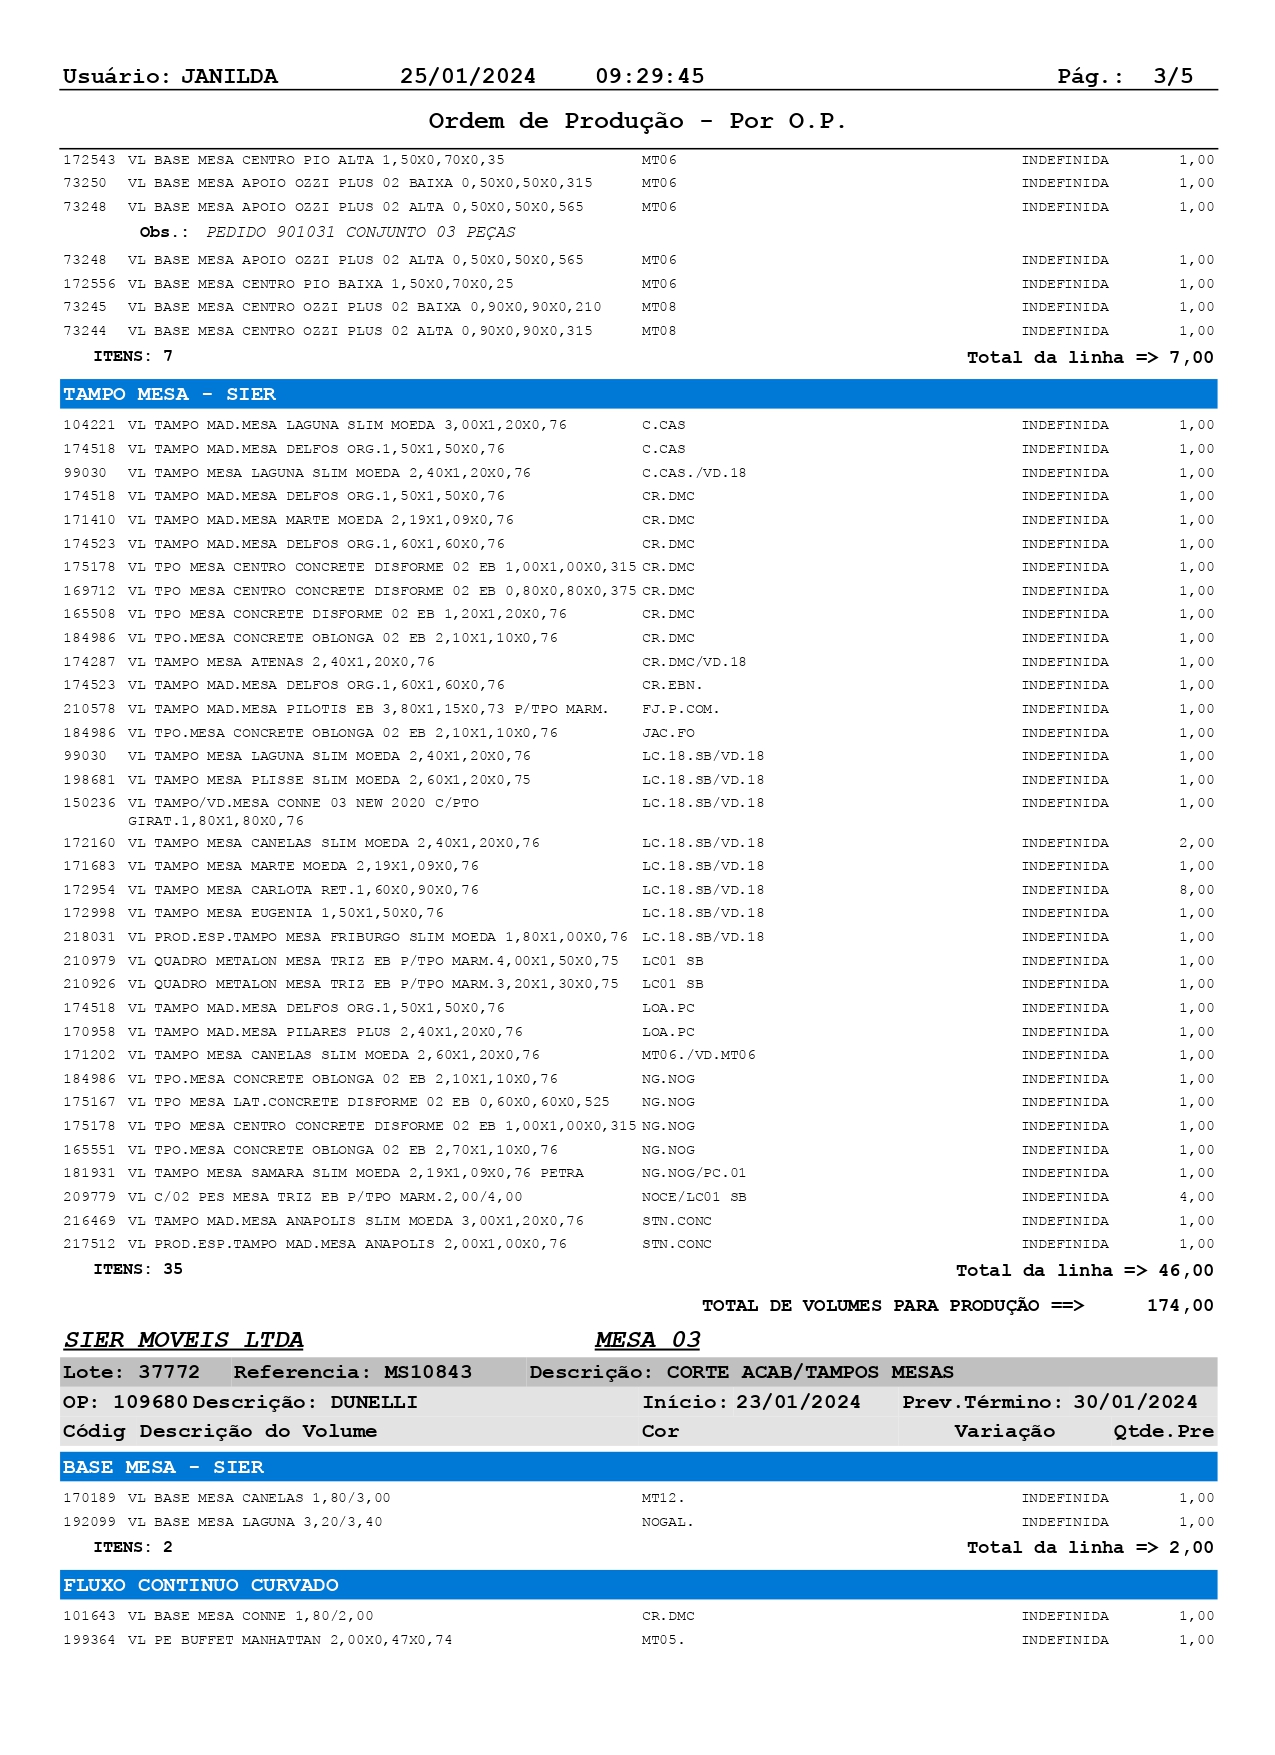 Usuário: JANILDA 25/01/2024 09:29:45 Pág.: 3/5
Ordem de Produção - Por O.P.
172543 VL BASE MESA CENTRO PIO ALTA 1,50X0,70X0,35 MT06 INDEFINIDA 1,00
73250 VL BASE MESA APOIO OZZI PLUS 02 BAIXA 0,50X0,50X0,315 MT06 INDEFINIDA 1,00
73248 VL BASE MESA APOIO OZZI PLUS 02 ALTA 0,50X0,50X0,565 MT06 INDEFINIDA 1,00
Obs.: PEDIDO 901031 CONJUNTO 03 PEÇAS
73248 VL BASE MESA APOIO OZZI PLUS 02 ALTA 0,50X0,50X0,565 MT06 INDEFINIDA 1,00
172556 VL BASE MESA CENTRO PIO BAIXA 1,50X0,70X0,25 MT06 INDEFINIDA 1,00
73245 VL BASE MESA CENTRO OZZI PLUS 02 BAIXA 0,90X0,90X0,210 MT08 INDEFINIDA 1,00
73244 VL BASE MESA CENTRO OZZI PLUS 02 ALTA 0,90X0,90X0,315 MT08 INDEFINIDA 1,00
ITENS: 7 Total da linha => 7,00
TAMPO MESA - SIER
104221 VL TAMPO MAD.MESA LAGUNA SLIM MOEDA 3,00X1,20X0,76 C.CAS INDEFINIDA 1,00
174518 VL TAMPO MAD.MESA DELFOS ORG.1,50X1,50X0,76 C.CAS INDEFINIDA 1,00
99030 VL TAMPO MESA LAGUNA SLIM MOEDA 2,40X1,20X0,76 C.CAS./VD.18 INDEFINIDA 1,00
174518 VL TAMPO MAD.MESA DELFOS ORG.1,50X1,50X0,76 CR.DMC INDEFINIDA 1,00
171410 VL TAMPO MAD.MESA MARTE MOEDA 2,19X1,09X0,76 CR.DMC INDEFINIDA 1,00
174523 VL TAMPO MAD.MESA DELFOS ORG.1,60X1,60X0,76 CR.DMC INDEFINIDA 1,00
175178 VL TPO MESA CENTRO CONCRETE DISFORME 02 EB 1,00X1,00X0,315 CR.DMC INDEFINIDA 1,00
169712 VL TPO MESA CENTRO CONCRETE DISFORME 02 EB 0,80X0,80X0,375 CR.DMC INDEFINIDA 1,00
165508 VL TPO MESA CONCRETE DISFORME 02 EB 1,20X1,20X0,76 CR.DMC INDEFINIDA 1,00
184986 VL TPO.MESA CONCRETE OBLONGA 02 EB 2,10X1,10X0,76 CR.DMC INDEFINIDA 1,00
174287 VL TAMPO MESA ATENAS 2,40X1,20X0,76 CR.DMC/VD.18 INDEFINIDA 1,00
174523 VL TAMPO MAD.MESA DELFOS ORG.1,60X1,60X0,76 CR.EBN. INDEFINIDA 1,00
210578 VL TAMPO MAD.MESA PILOTIS EB 3,80X1,15X0,73 P/TPO MARM. FJ.P.COM. INDEFINIDA 1,00
184986 VL TPO.MESA CONCRETE OBLONGA 02 EB 2,10X1,10X0,76 JAC.FO INDEFINIDA 1,00
99030 VL TAMPO MESA LAGUNA SLIM MOEDA 2,40X1,20X0,76 LC.18.SB/VD.18 INDEFINIDA 1,00
198681 VL TAMPO MESA PLISSE SLIM MOEDA 2,60X1,20X0,75 LC.18.SB/VD.18 INDEFINIDA 1,00
150236 VL TAMPO/VD.MESA CONNE 03 NEW 2020 C/PTO LC.18.SB/VD.18 INDEFINIDA 1,00
GIRAT.1,80X1,80X0,76
172160 VL TAMPO MESA CANELAS SLIM MOEDA 2,40X1,20X0,76 LC.18.SB/VD.18 INDEFINIDA 2,00
171683 VL TAMPO MESA MARTE MOEDA 2,19X1,09X0,76 LC.18.SB/VD.18 INDEFINIDA 1,00
172954 VL TAMPO MESA CARLOTA RET.1,60X0,90X0,76 LC.18.SB/VD.18 INDEFINIDA 8,00
172998 VL TAMPO MESA EUGENIA 1,50X1,50X0,76 LC.18.SB/VD.18 INDEFINIDA 1,00
218031 VL PROD.ESP.TAMPO MESA FRIBURGO SLIM MOEDA 1,80X1,00X0,76 LC.18.SB/VD.18 INDEFINIDA 1,00
210979 VL QUADRO METALON MESA TRIZ EB P/TPO MARM.4,00X1,50X0,75 LC01 SB INDEFINIDA 1,00
210926 VL QUADRO METALON MESA TRIZ EB P/TPO MARM.3,20X1,30X0,75 LC01 SB INDEFINIDA 1,00
174518 VL TAMPO MAD.MESA DELFOS ORG.1,50X1,50X0,76 LOA.PC INDEFINIDA 1,00
170958 VL TAMPO MAD.MESA PILARES PLUS 2,40X1,20X0,76 LOA.PC INDEFINIDA 1,00
171202 VL TAMPO MESA CANELAS SLIM MOEDA 2,60X1,20X0,76 MT06./VD.MT06 INDEFINIDA 1,00
184986 VL TPO.MESA CONCRETE OBLONGA 02 EB 2,10X1,10X0,76 NG.NOG INDEFINIDA 1,00
175167 VL TPO MESA LAT.CONCRETE DISFORME 02 EB 0,60X0,60X0,525 NG.NOG INDEFINIDA 1,00
175178 VL TPO MESA CENTRO CONCRETE DISFORME 02 EB 1,00X1,00X0,315 NG.NOG INDEFINIDA 1,00
165551 VL TPO.MESA CONCRETE OBLONGA 02 EB 2,70X1,10X0,76 NG.NOG INDEFINIDA 1,00
181931 VL TAMPO MESA SAMARA SLIM MOEDA 2,19X1,09X0,76 PETRA NG.NOG/PC.01 INDEFINIDA 1,00
209779 VL C/02 PES MESA TRIZ EB P/TPO MARM.2,00/4,00 NOCE/LC01 SB INDEFINIDA 4,00
216469 VL TAMPO MAD.MESA ANAPOLIS SLIM MOEDA 3,00X1,20X0,76 STN.CONC INDEFINIDA 1,00
217512 VL PROD.ESP.TAMPO MAD.MESA ANAPOLIS 2,00X1,00X0,76 STN.CONC INDEFINIDA 1,00
ITENS: 35 Total da linha => 46,00
TOTAL DE VOLUMES PARA PRODUÇÃO ==> 174,00
SIER MOVEIS LTDA MESA 03
Lote: 37772 Referencia: MS10843 Descrição: CORTE ACAB/TAMPOS MESAS
OP: 109680 Descrição: DUNELLI Início: 23/01/2024 Prev.Término: 30/01/2024
Códig Descrição do Volume Cor Variação Qtde.Pre
BASE MESA - SIER
170189 VL BASE MESA CANELAS 1,80/3,00 MT12. INDEFINIDA 1,00
192099 VL BASE MESA LAGUNA 3,20/3,40 NOGAL. INDEFINIDA 1,00
ITENS: 2 Total da linha => 2,00
FLUXO CONTINUO CURVADO
101643 VL BASE MESA CONNE 1,80/2,00 CR.DMC INDEFINIDA 1,00
199364 VL PE BUFFET MANHATTAN 2,00X0,47X0,74 MT05. INDEFINIDA 1,00